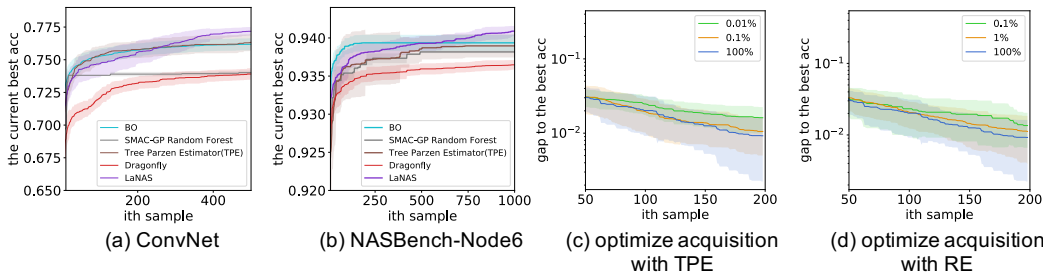 the current best acc
0.775
0.750
0.725
0.700
0.675
0.650
BO
SMAC-GP Random Forest
Tree Parzen Estimator(TPE)
Dragonfly
LaNAS
200
400
ith sample
(a) ConvNet
the current best acc
0.940
0.935
0.930
0.925
0.920
BO
SMAC-GP Random Forest
Tree Parzen Estimator(TPE)
Dragonfly
LaNAS
250
500
750
1000
ith sample
(b) NASBench-Node6
gap to the best acc
10⁻¹
10⁻²
0.01%
0.1%
100%
50
100
150
200
ith sample
(c) optimize acquisition
with TPE
gap to the best acc
10⁻¹
10⁻²
0.1%
1%
100%
50
100
150
200
ith sample
(d) optimize acquisition
with RE